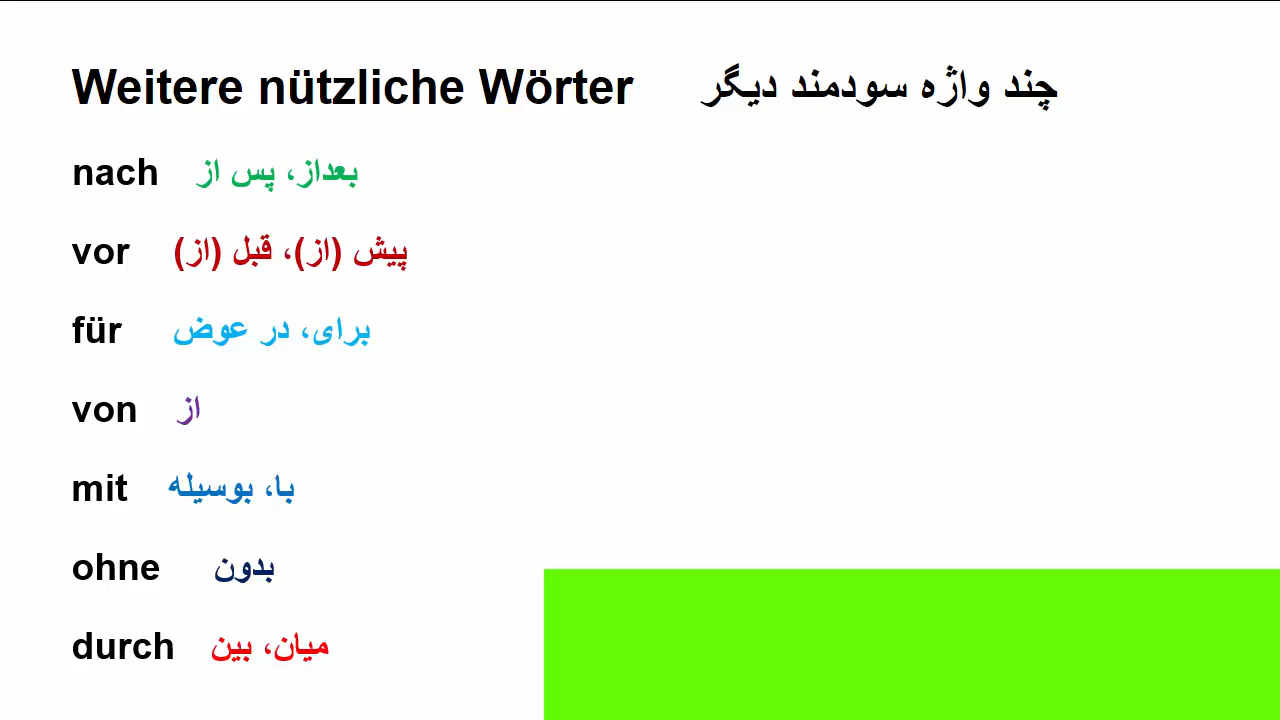 Weitere nützliche Wörter چند واژه سودمند دیگر
nach بعداز، پس از
vor پیش (از)، قبل (از)
für برای، در عوض
von از
mit با، بوسیله
ohne بدون
durch میان، بین